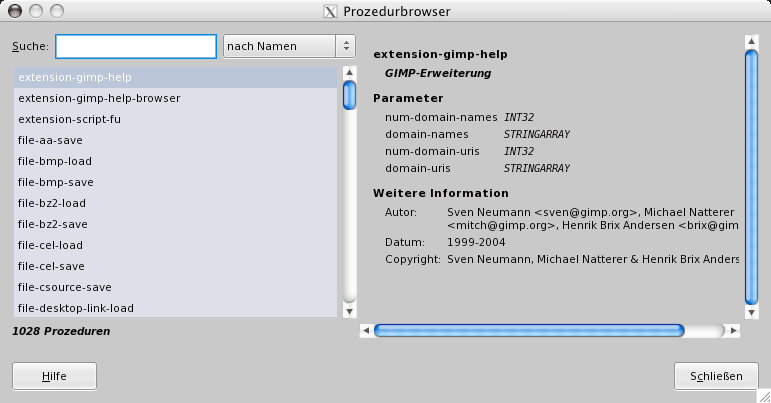 Prozedurbrowser
Suche: nach Namen
extension-gimp-help
extension-gimp-help-browser
extension-script-fu
file-aa-save
file-bmp-load
file-bmp-save
file-bz2-load
file-bz2-save
file-cel-load
file-cel-save
file-csource-save
file-desktop-link-load
1028 Prozeduren
extension-gimp-help
GIMP-Erweiterung
Parameter
num-domain-names INT32
domain-names STRINGARRAY
num-domain-uris INT32
domain-uris STRINGARRAY
Weitere Information
Autor: Sven Neumann <sven@gimp.org>, Michael Natterer
<mitch@gimp.org>, Henrik Brix Andersen <brix@gim
Datum: 1999-2004
Copyright: Sven Neumann, Michael Natterer & Henrik Brix Anders
Hilfe
Schließen